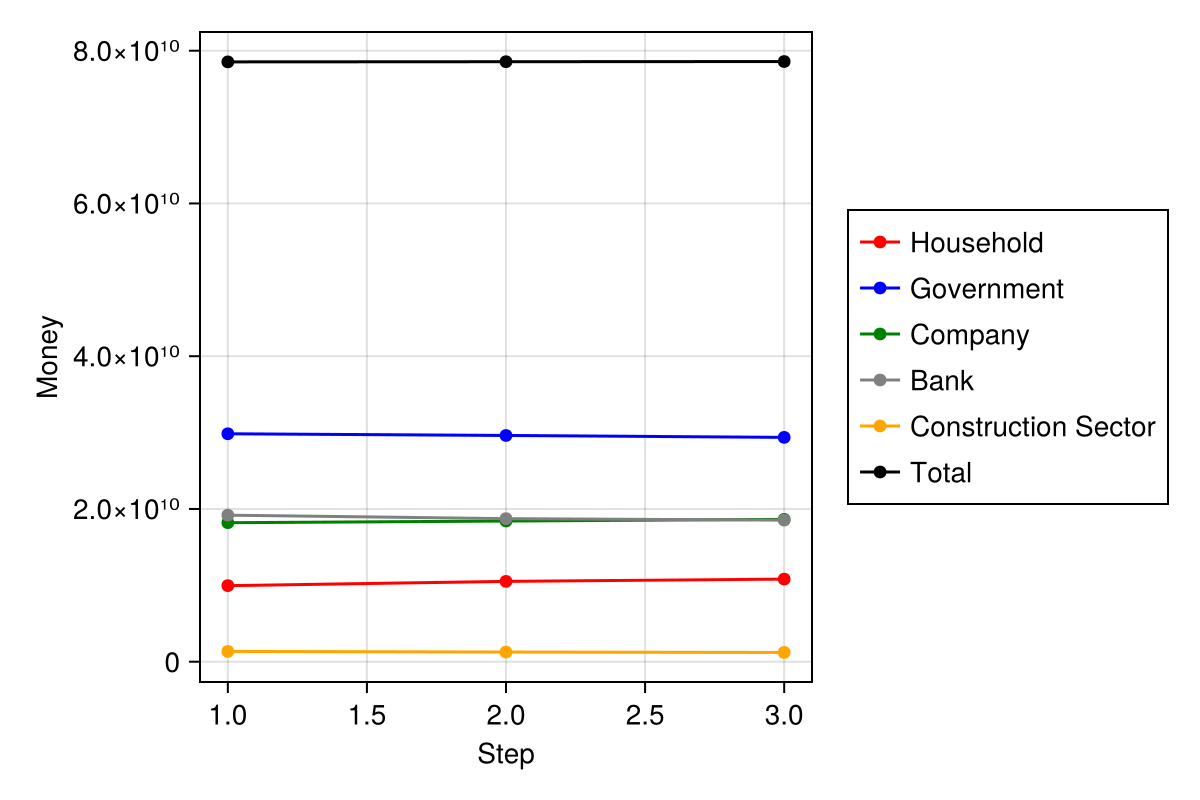 8.0×10¹⁰
6.0×10¹⁰
4.0×10¹⁰
2.0×10¹⁰
0
Money
1.0
1.5
2.0
2.5
3.0
Step
Household
Government
Company
Bank
Construction Sector
Total